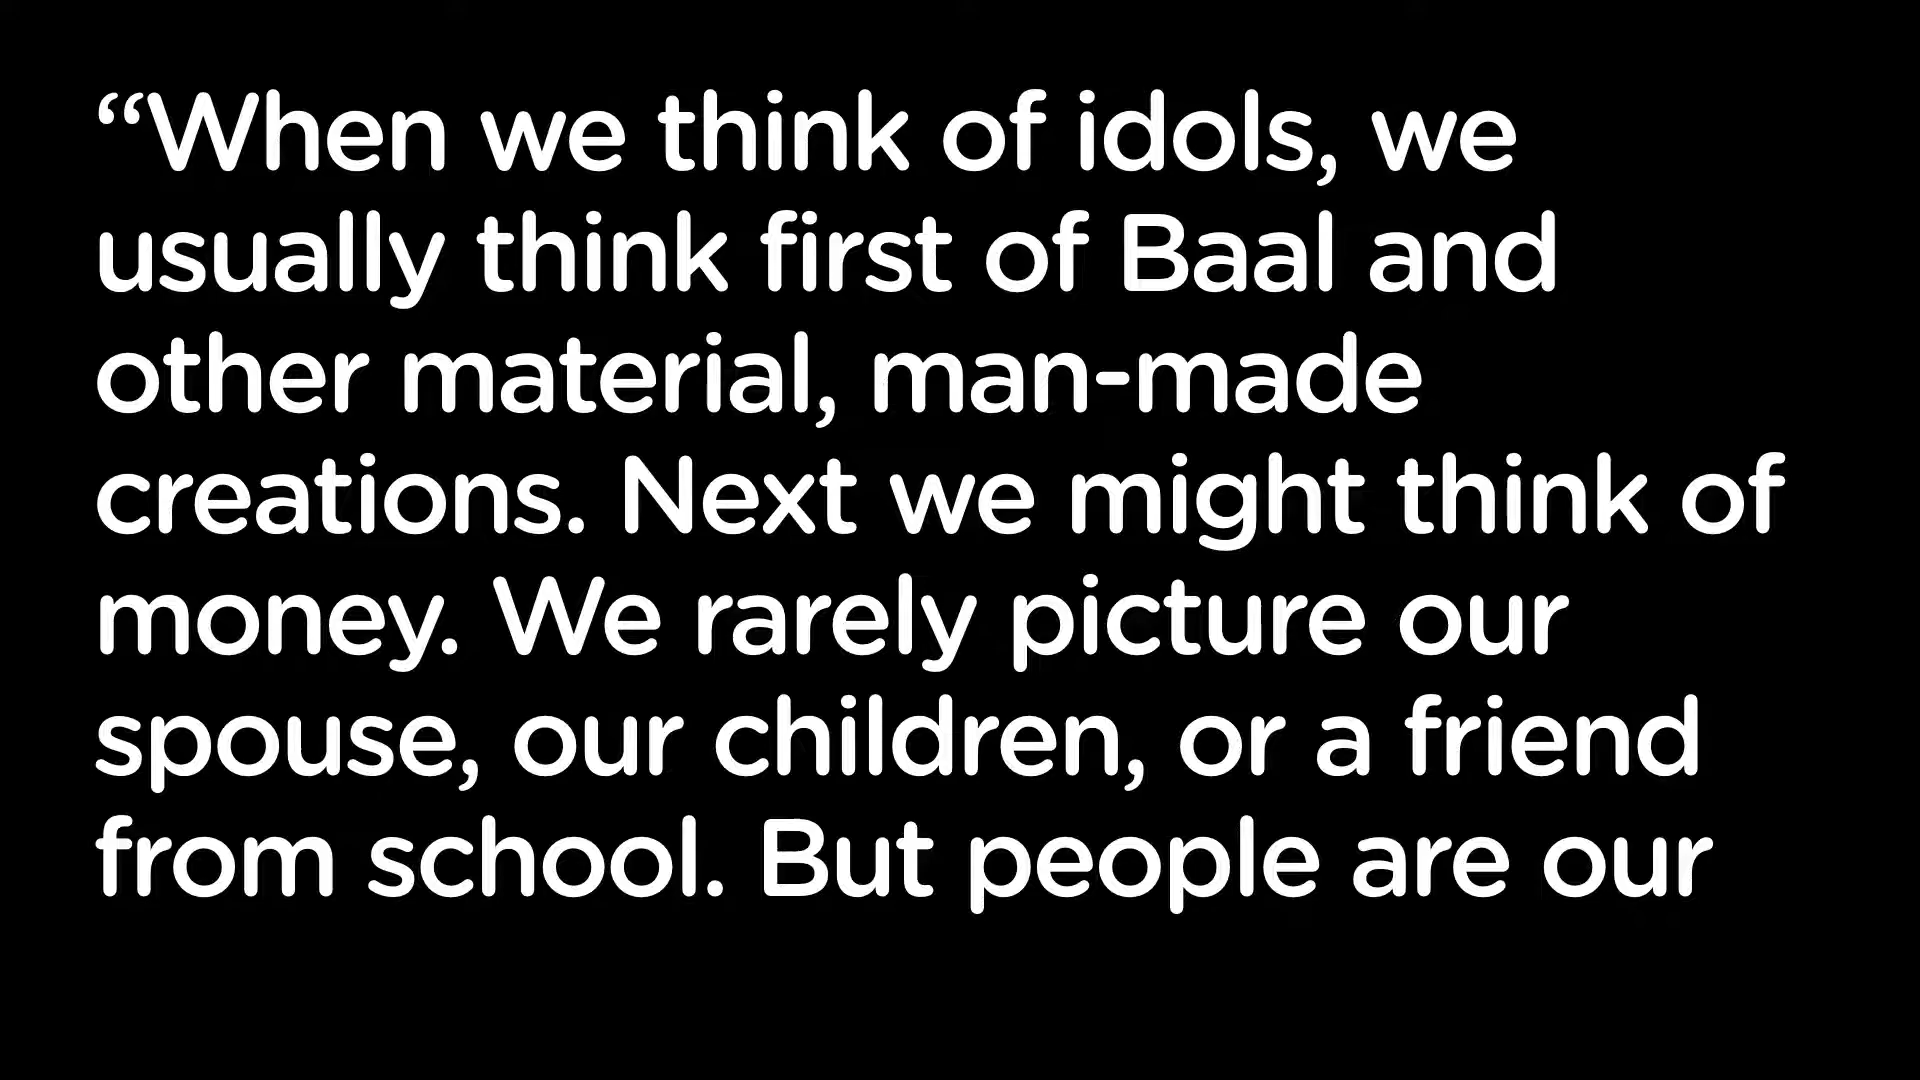 “When we think of idols, we
usually think first of Baal and
other material, man-made
creations. Next we might think of
money. We rarely picture our
spouse, our children, or a friend
from school. But people are our